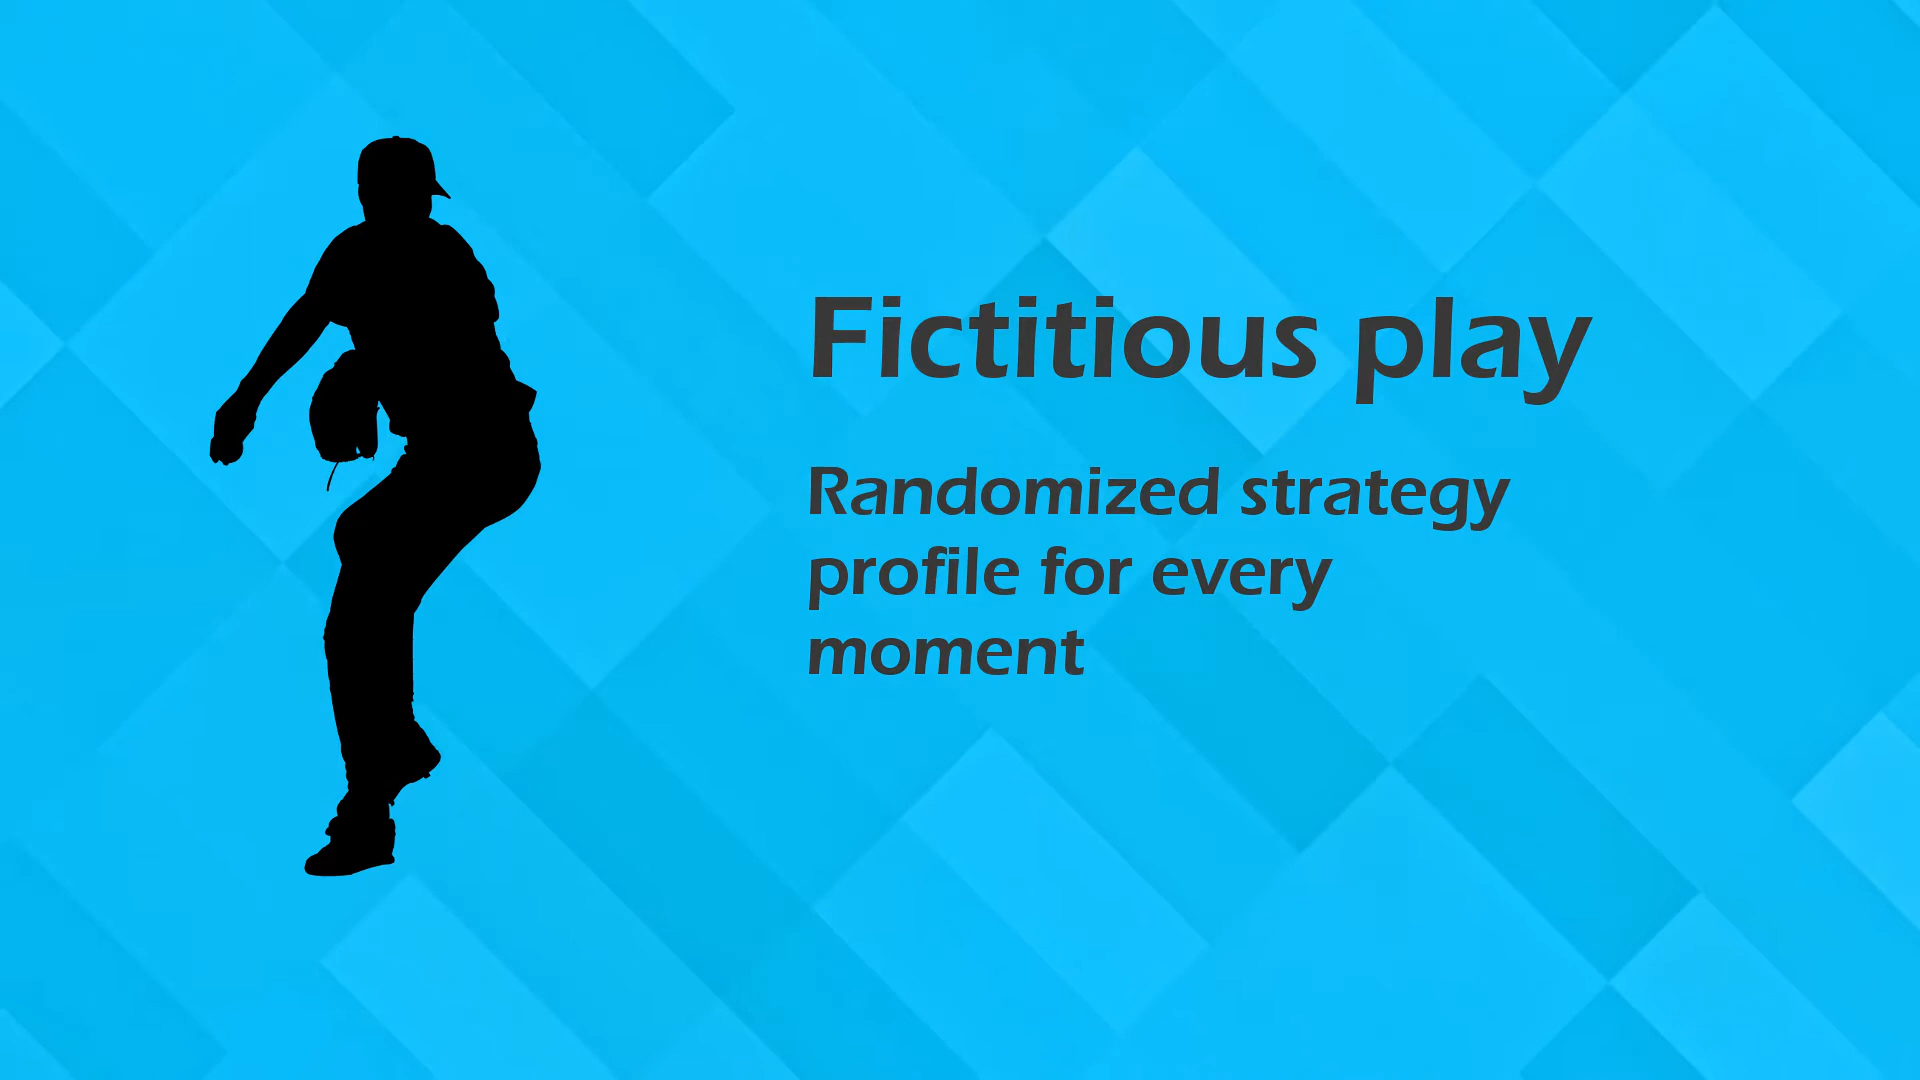 Fictitious play
Randomized strategy
profile for every
moment